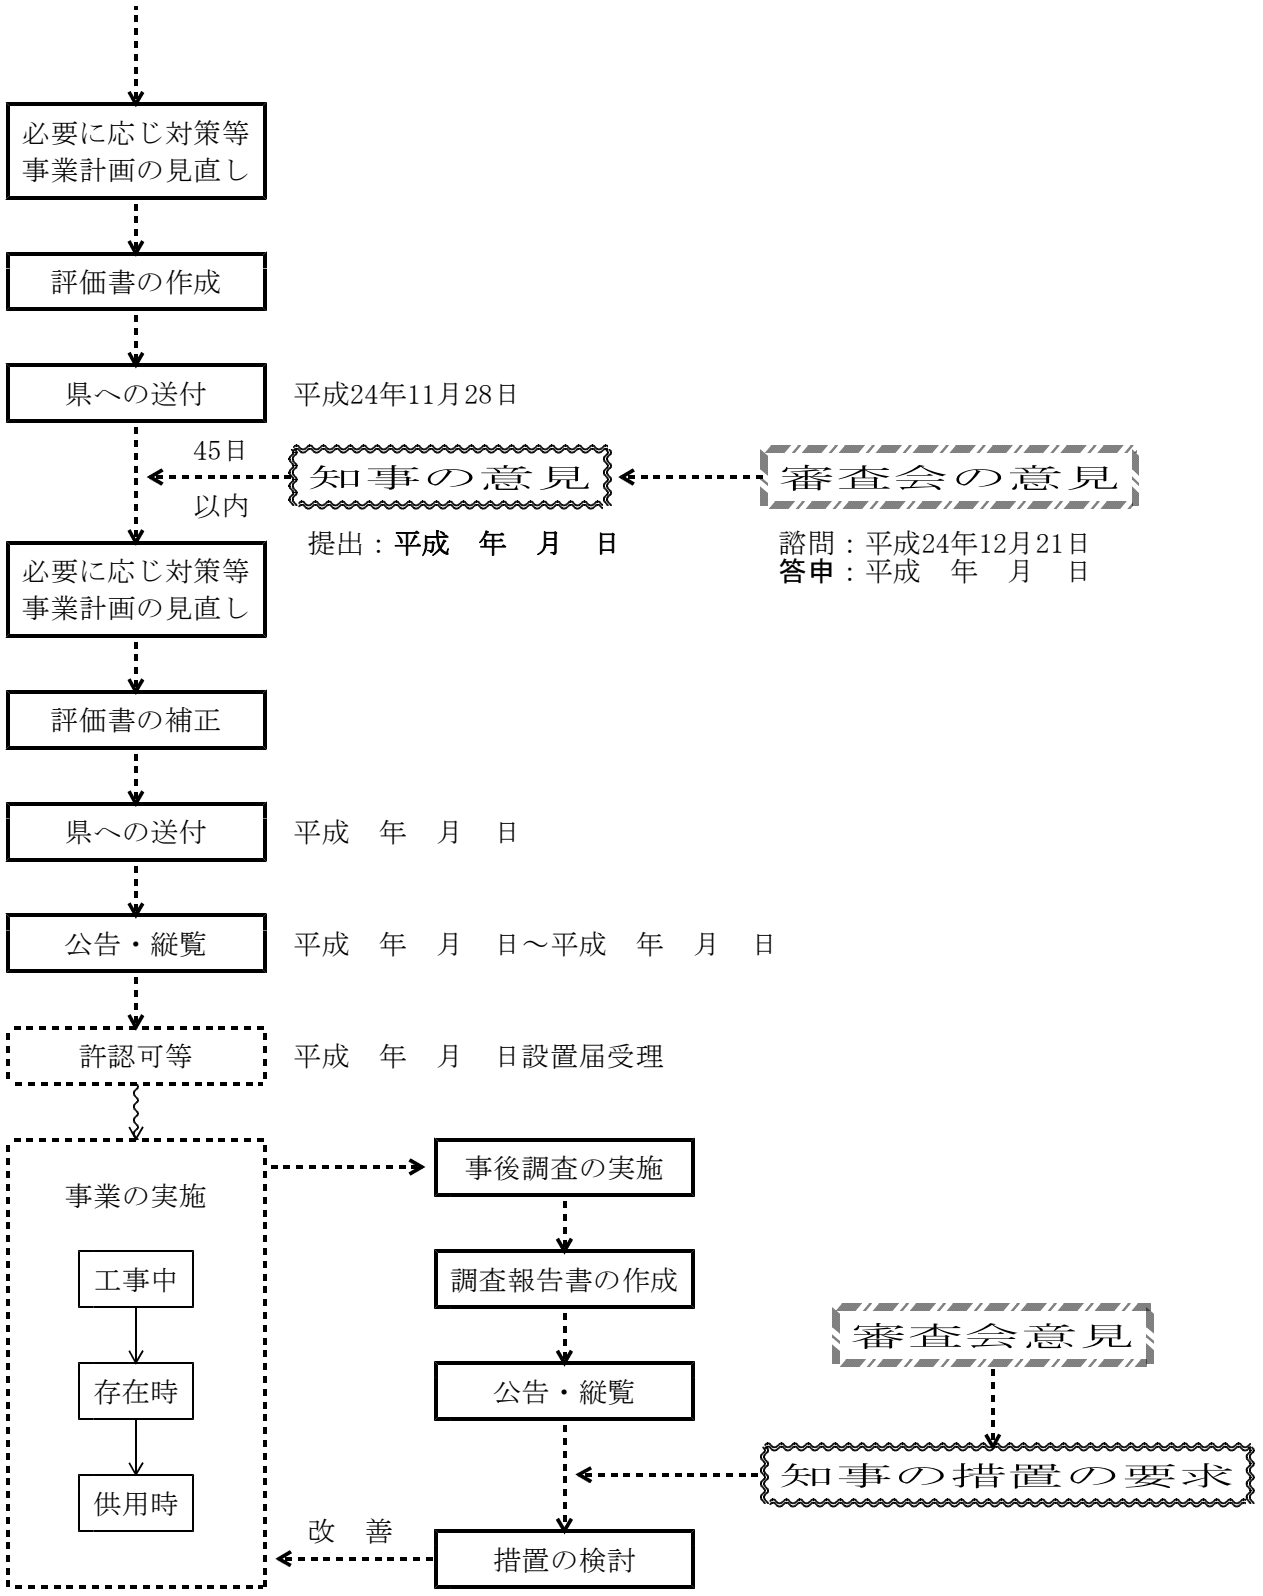 必要に応じ対策等
事業計画の見直し
評価書の作成
県への送付　平成24年11月28日
45日
知事の意見　審査会の意見
以内
提出：平成　年　月　日　諮問：平成24年12月21日
答申：平成　年　月　日
必要に応じ対策等
事業計画の見直し
評価書の補正
県への送付　平成　年　月　日
公告・縦覧　平成　年　月　日～平成　年　月　日
許認可等　平成　年　月　日設置届受理
事業の実施
工事中
存在時
供用時
事後調査の実施
調査報告書の作成
公告・縦覧
審査会意見
知事の措置の要求
改　善
措置の検討